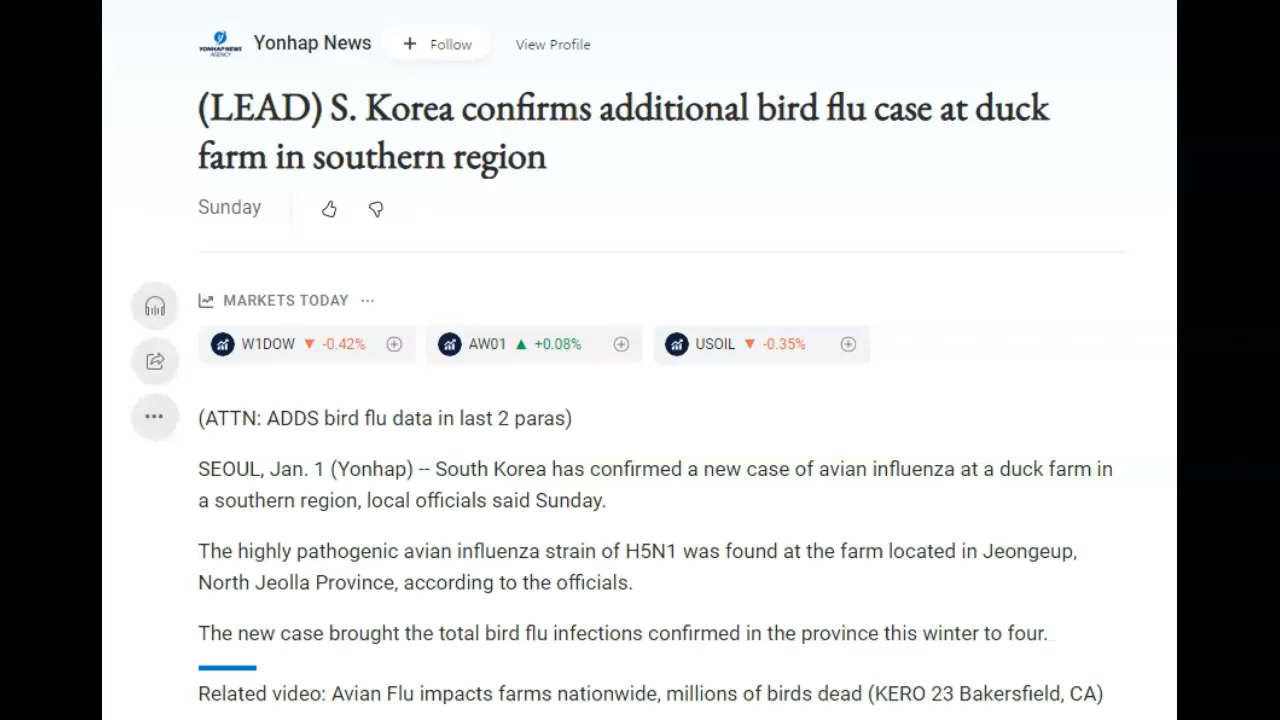 YONHAP NEWS
AGENCY
Yonhap News
+ Follow
View Profile
(LEAD) S. Korea confirms additional bird flu case at duck
farm in southern region
Sunday
MARKETS TODAY ...
W1DOW ▼ -0.42%
AW01 ▲ +0.08%
USOIL ▼ -0.35%
(ATTN: ADDS bird flu data in last 2 paras)
SEOUL, Jan. 1 (Yonhap) -- South Korea has confirmed a new case of avian influenza at a duck farm in
a southern region, local officials said Sunday.
The highly pathogenic avian influenza strain of H5N1 was found at the farm located in Jeongeup,
North Jeolla Province, according to the officials.
The new case brought the total bird flu infections confirmed in the province this winter to four.
Related video: Avian Flu impacts farms nationwide, millions of birds dead (KERO 23 Bakersfield, CA)